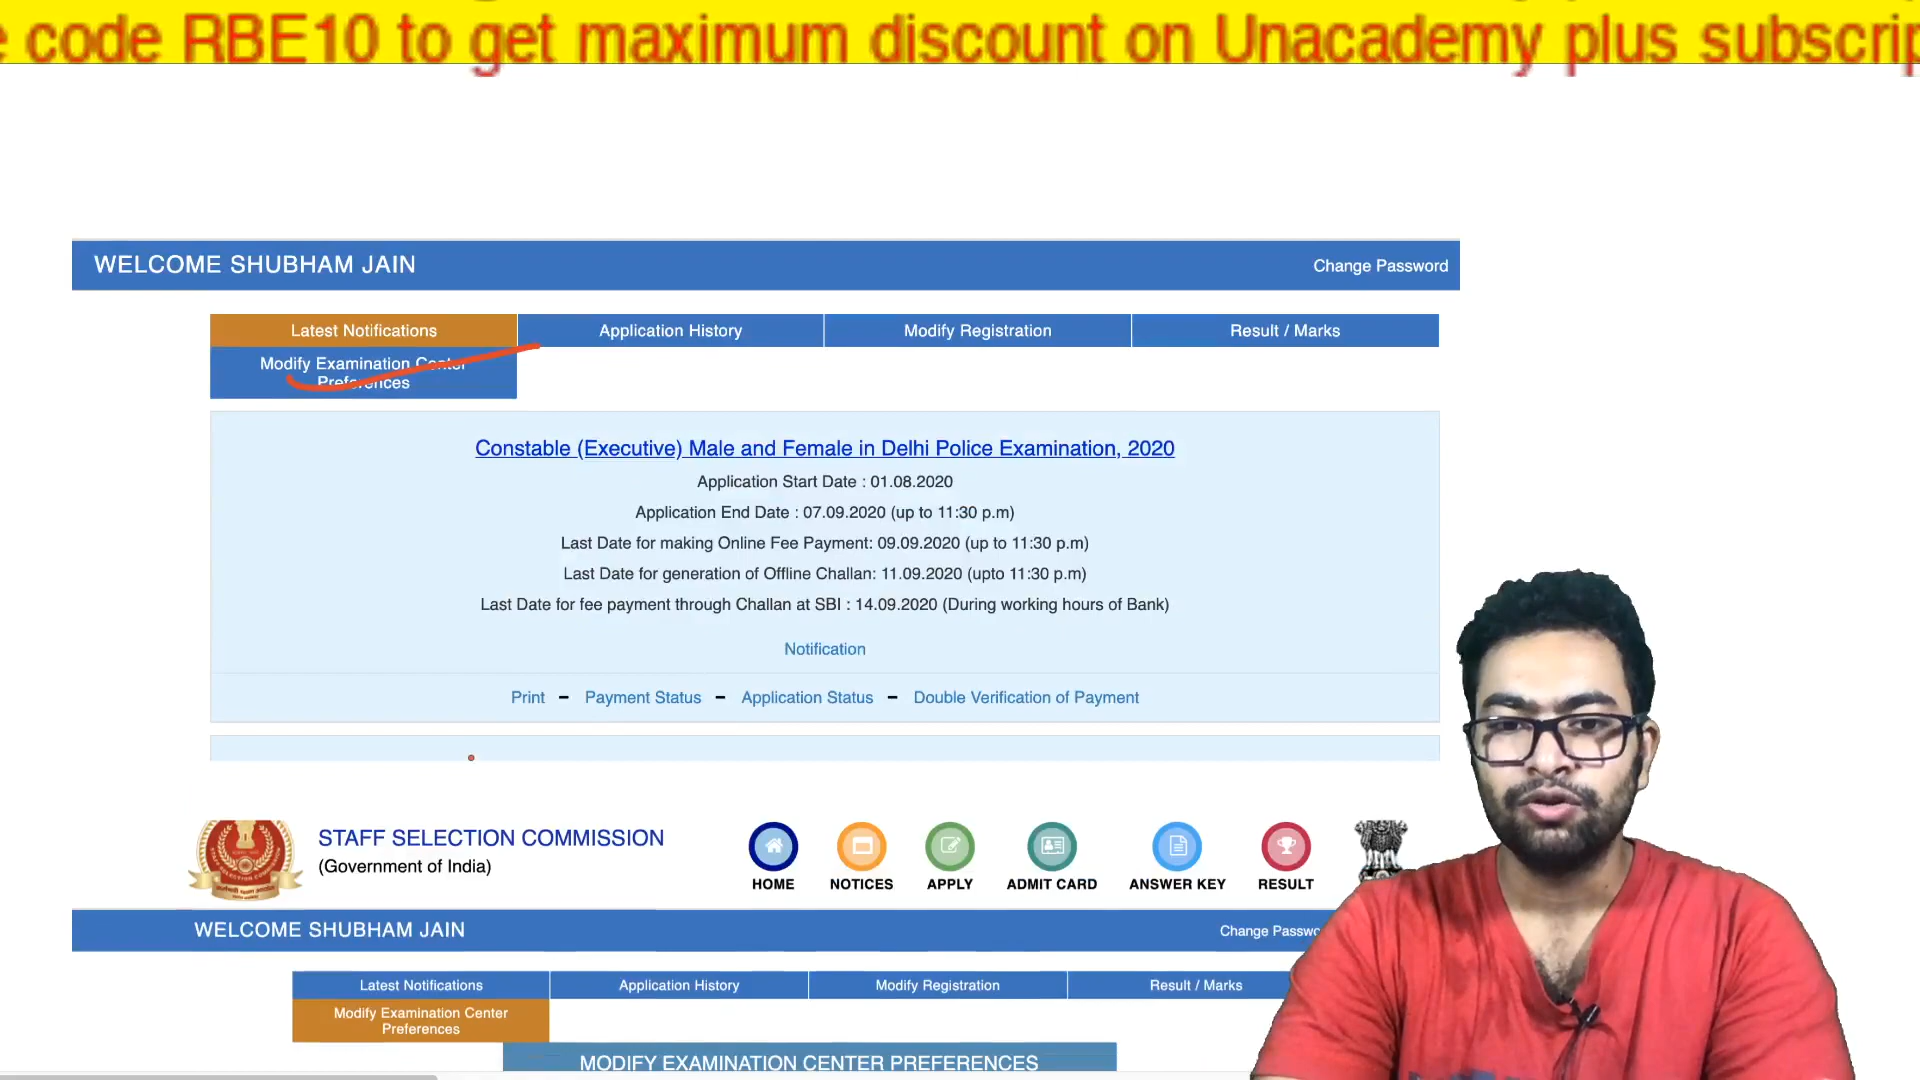 code RBE10 to get maximum discount on Unacademy plus
WELCOME SHUBHAM JAIN
Change Password
Latest Notifications
Application History
Modify Registration
Result / Marks
Modify Examination Center
Preferences
Constable (Executive) Male and Female in Delhi Police Examination, 2020
Application Start Date : 01.08.2020
Application End Date : 07.09.2020 (up to 11:30 p.m)
Last Date for making Online Fee Payment: 09.09.2020 (up to 11:30 p.m)
Last Date for generation of Offline Challan: 11.09.2020 (upto 11:30 p.m)
Last Date for fee payment through Challan at SBI : 14.09.2020 (During working hours of Bank)
Notification
Print – Payment Status – Application Status – Double Verification of Payment
STAFF SELECTION COMMISSION
(Government of India)
HOME
NOTICES
APPLY
ADMIT CARD
ANSWER KEY
RESULT
WELCOME SHUBHAM JAIN
Change
Latest Notifications
Application History
Modify Registration
Result / Marks
Modify Examination Center
Preferences
MODIFY EXAMINATION CENTER PREFERENCES